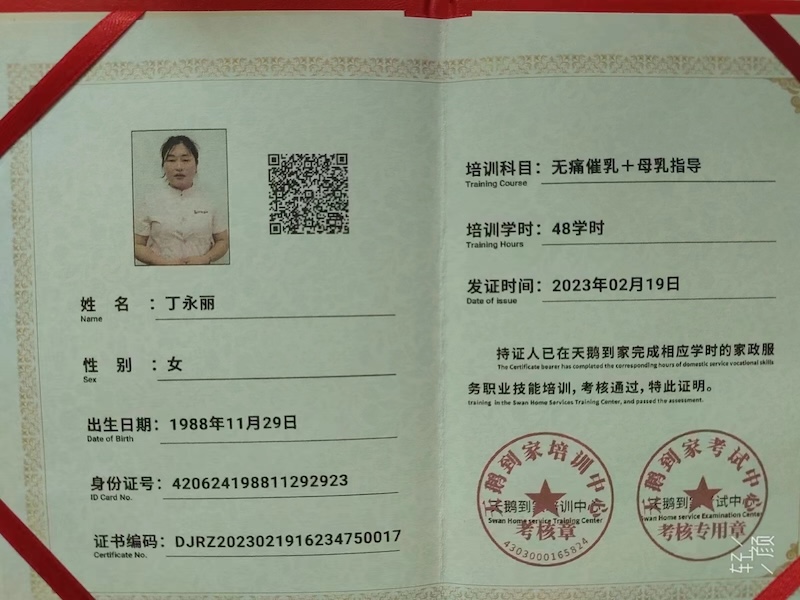 姓 名 ：丁永丽
Name
性 别 ：女
Sex
出生日期：1988年11月29日
Date of Birth
身份证号：420624198811292923
ID Card No.
证书编码：DJRZ2023021916234750017
Certificate No.
培训科目：无痛催乳＋母乳指导
Training Course
培训学时：48学时
Training Hours
发证时间：2023年02月19日
Date of issue
持证人已在天鹅到家完成相应学时的家政服
The Certificate bearer has completed the corresponding hours of domestic service vocational skills
务职业技能培训，考核通过，特此证明。
training in the Swan Home Services Training Center, and passed the assessment.
天鹅到家培训中心
天鹅到家培训中心
Swan Home service Training Center
考核章
4303000165824
天鹅到家考试中心
天鹅到家考试中心
Swan Home service Examination Center
考核专用章
轻颜